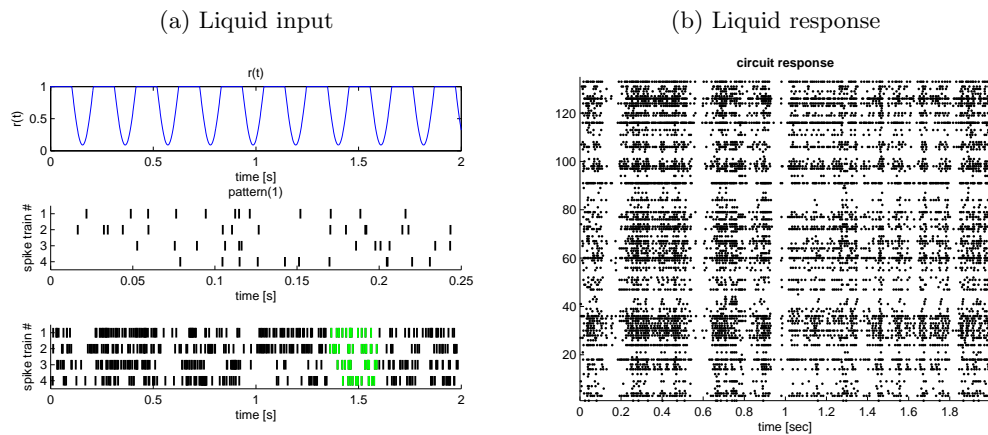 (a) Liquid input
r(t)
1
0.5
0
r(t)
0 0.5 1 1.5 2
time [s]
pattern(1)
spike train #
1
2
3
4
0 0.05 0.1 0.15 0.2 0.25
time [s]
spike train #
1
2
3
4
0 0.5 1 1.5 2
time [s]
(b) Liquid response
circuit response
120
100
80
60
40
20
0 0.2 0.4 0.6 0.8 1 1.2 1.4 1.6 1.8
time [sec]